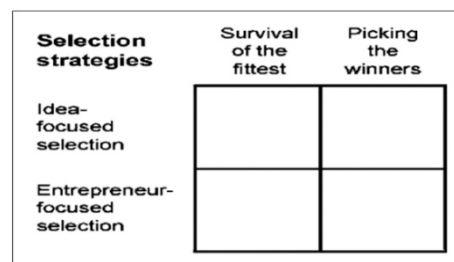 Selection
strategies
Survival
of the
fittest
Picking
the
winners
Idea-
focused
selection
Entrepreneur-
focused
selection